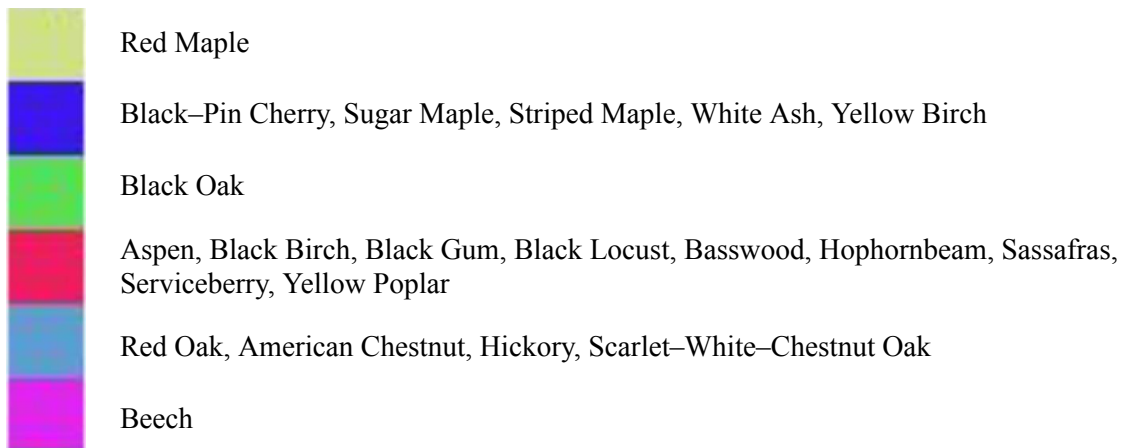 Red Maple
Black–Pin Cherry, Sugar Maple, Striped Maple, White Ash, Yellow Birch
Black Oak
Aspen, Black Birch, Black Gum, Black Locust, Basswood, Hophornbeam, Sassafras,
Serviceberry, Yellow Poplar
Red Oak, American Chestnut, Hickory, Scarlet–White–Chestnut Oak
Beech